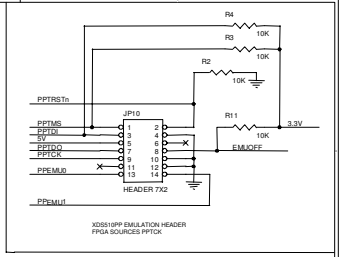 R4
10K
R3
10K
R2
10K
PPTRSTn
JP10
R11
3.3V
10K
PPTMS
PPTDI
5V
PPTDO
PPTCK
PPEMU0
1 2
3 4
5 6
7 8
9 10
11 12
13 14
EMUOFF
HEADER 7X2
PPEMU1
XDS510PP EMULATION HEADER
FPGA SOURCES PPTCK